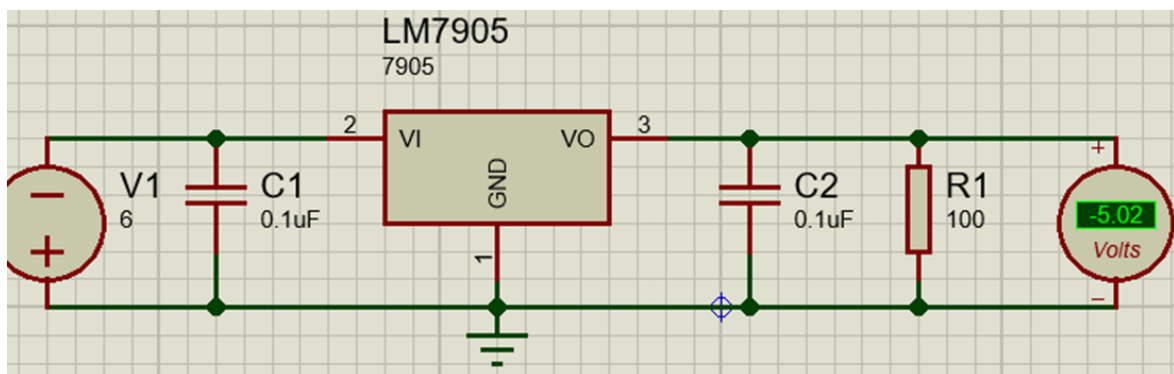 LM7905
7905
2
VI
VO
3
GND
1
−
+
V1
6
C1
0.1uF
C2
0.1uF
R1
100
+
-5.02
Volts
−